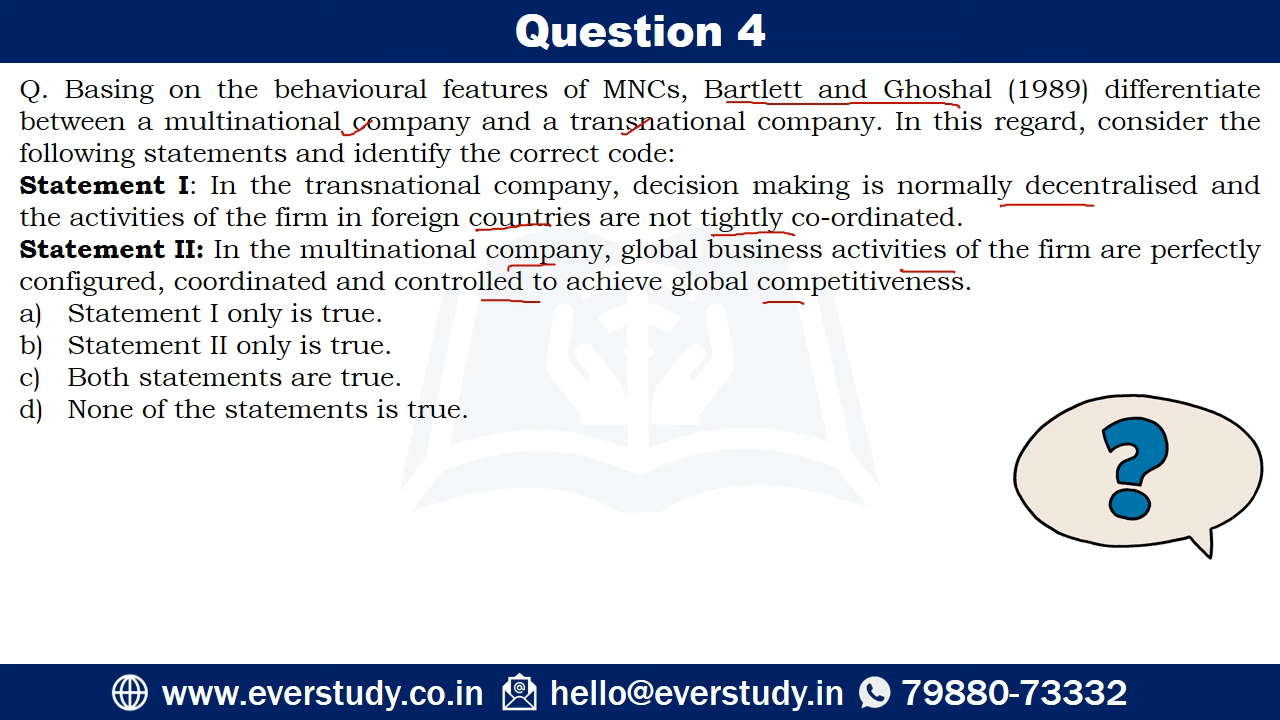 Question 4
Q. Basing on the behavioural features of MNCs, Bartlett and Ghoshal (1989) differentiate
between a multinational company and a transnational company. In this regard, consider the
following statements and identify the correct code:
Statement I: In the transnational company, decision making is normally decentralised and
the activities of the firm in foreign countries are not tightly co-ordinated.
Statement II: In the multinational company, global business activities of the firm are perfectly
configured, coordinated and controlled to achieve global competitiveness.
a) Statement I only is true.
b) Statement II only is true.
c) Both statements are true.
d) None of the statements is true.
www.everstudy.co.in hello@everstudy.in 79880-73332